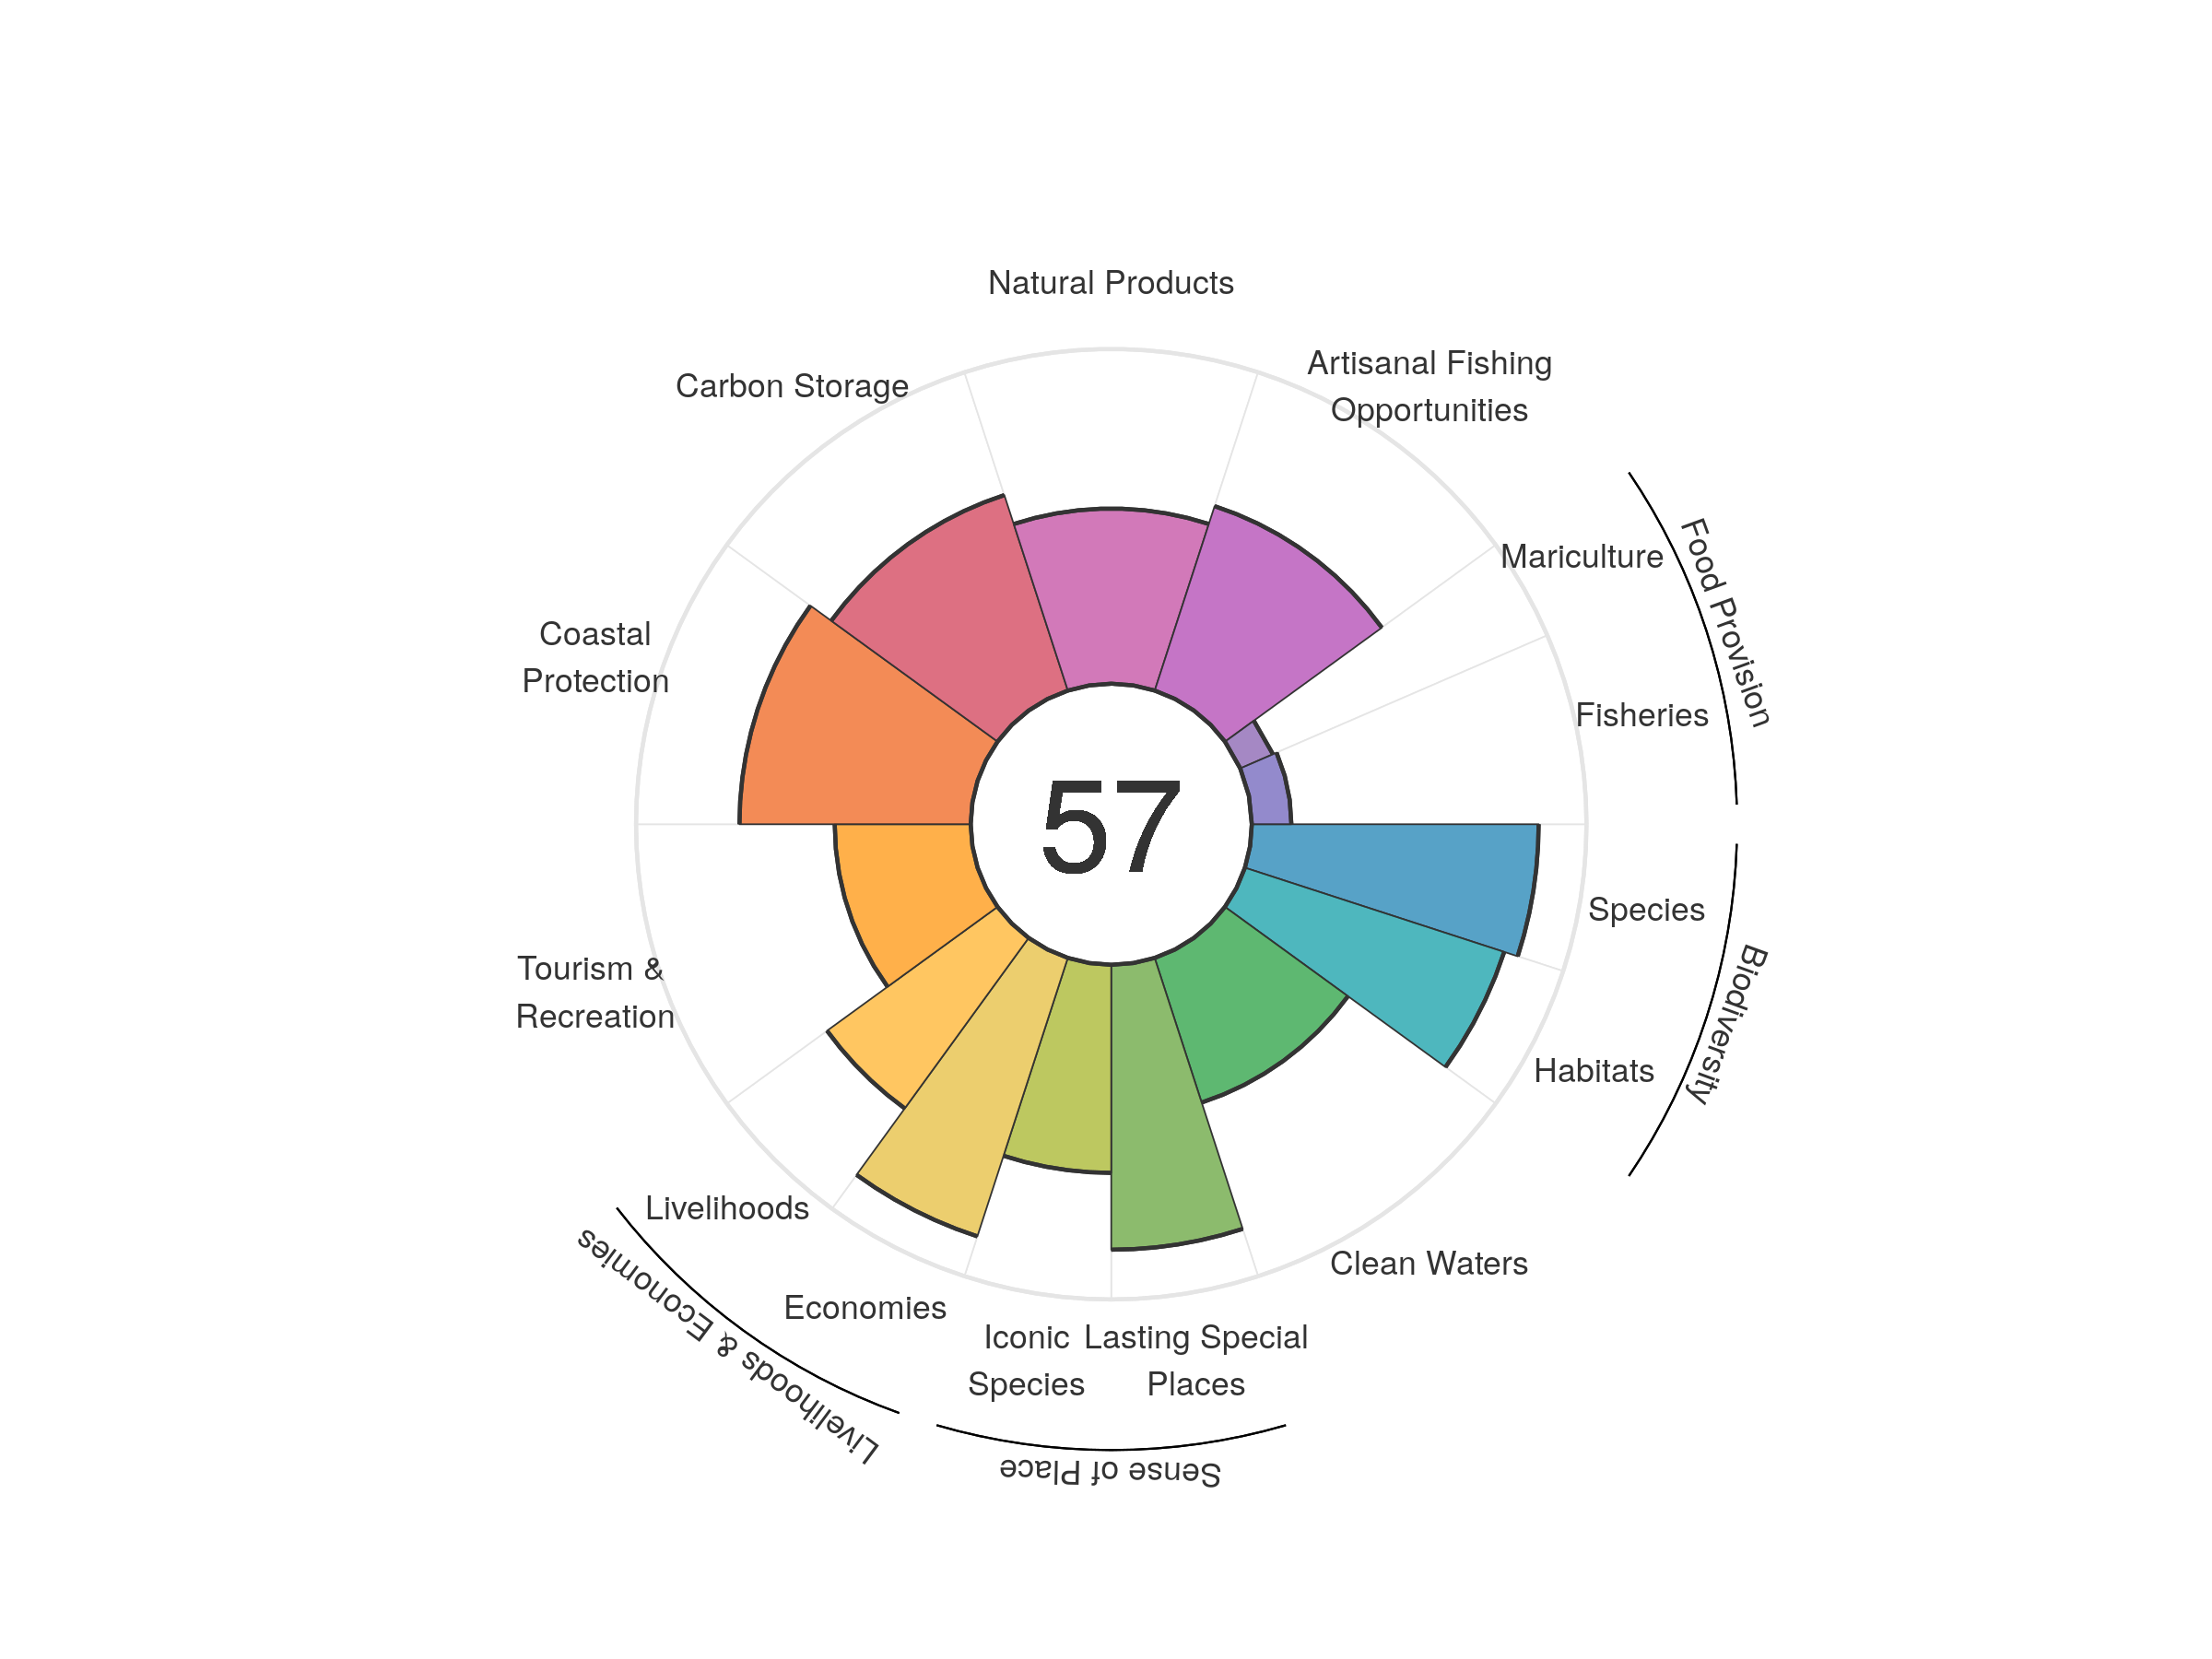 Natural Products
Artisanal Fishing
Opportunities
Carbon Storage
Mariculture
Food Provision
Fisheries
Coastal
Protection
57
Species
Biodiversity
Habitats
Tourism &
Recreation
Livelihoods
Livelihoods & Economies
Clean Waters
Economies
Iconic
Species
Lasting Special
Places
Sense of Place